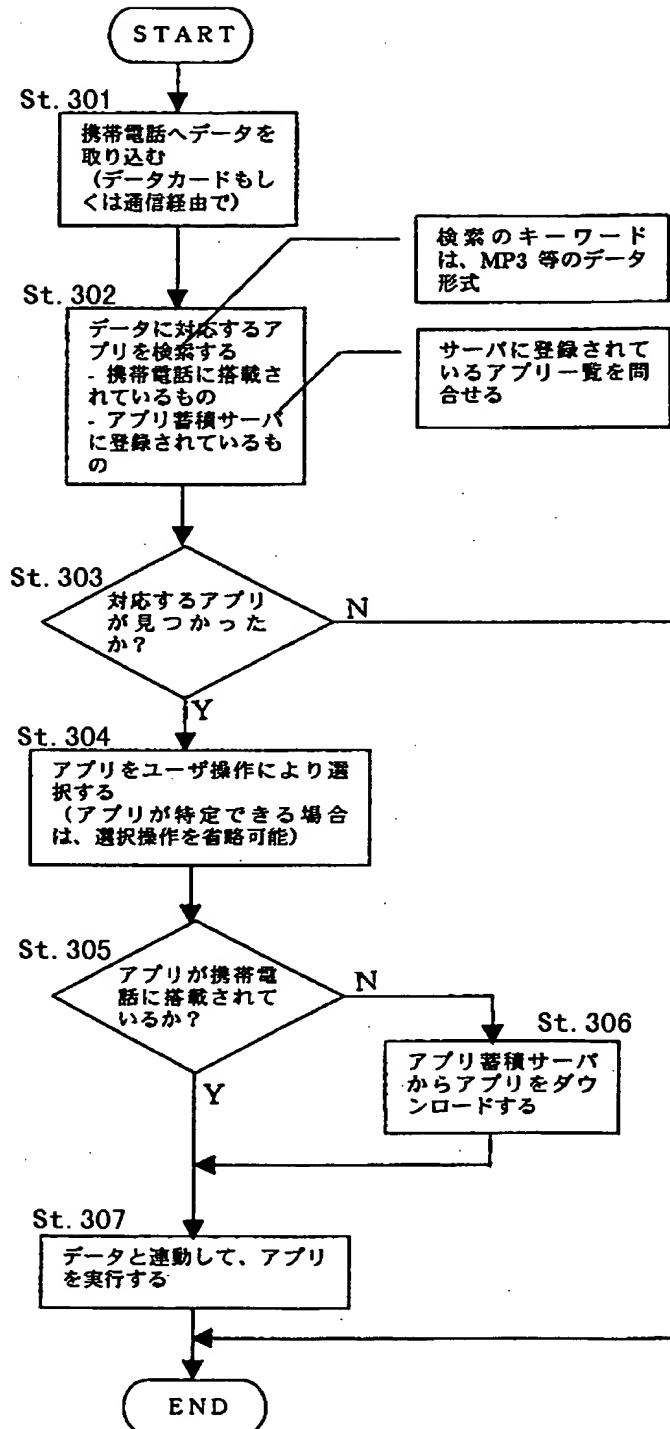 START
St. 301
携帯電話へデータを
取り込む
（データカードもし
くは通信経由で）
検索のキーワード
は、MP3 等のデータ
形式
St. 302
データに対応するア
プリを検索する
- 携帯電話に搭載さ
れているもの
- アプリ蓄積サーバ
に登録されているも
の
サーバに登録されて
いるアプリ一覧を問
合せる
St. 303
対応するアプリ
が見つかった
か？
N
Y
St. 304
アプリをユーザ操作により選
択する
（アプリが特定できる場合
は、選択操作を省略可能）
St. 305
アプリが携帯電
話に搭載されて
いるか？
N
Y
St. 306
アプリ蓄積サーバ
からアプリをダウ
ンロードする
St. 307
データと連動して、アプリ
を実行する
END